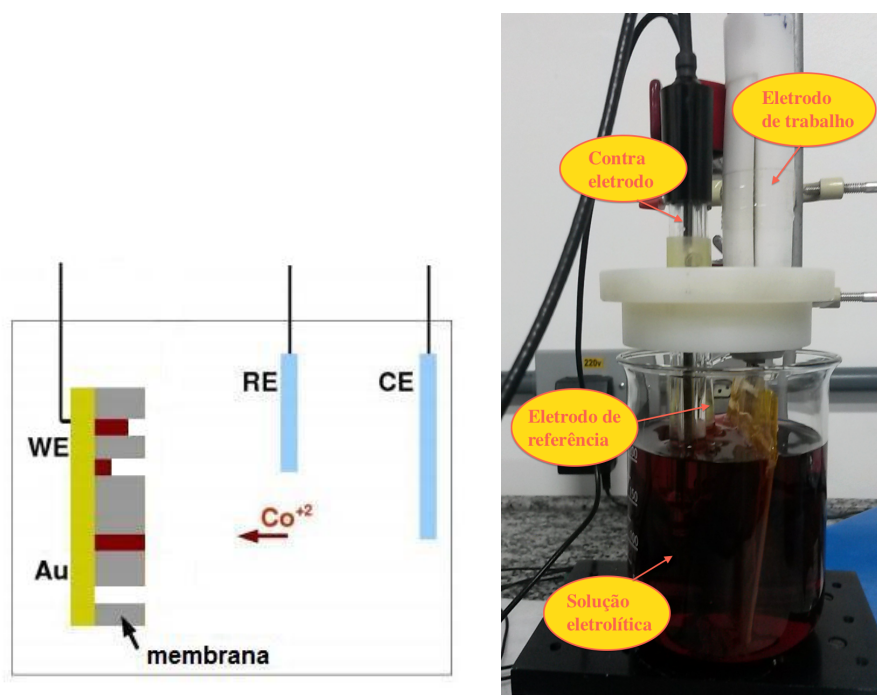 RE
CE
WE
Co+2
Au
membrana
Eletrodo
de trabalho
Contra
eletrodo
220v
Eletrodo de
referência
Solução
eletrolítica